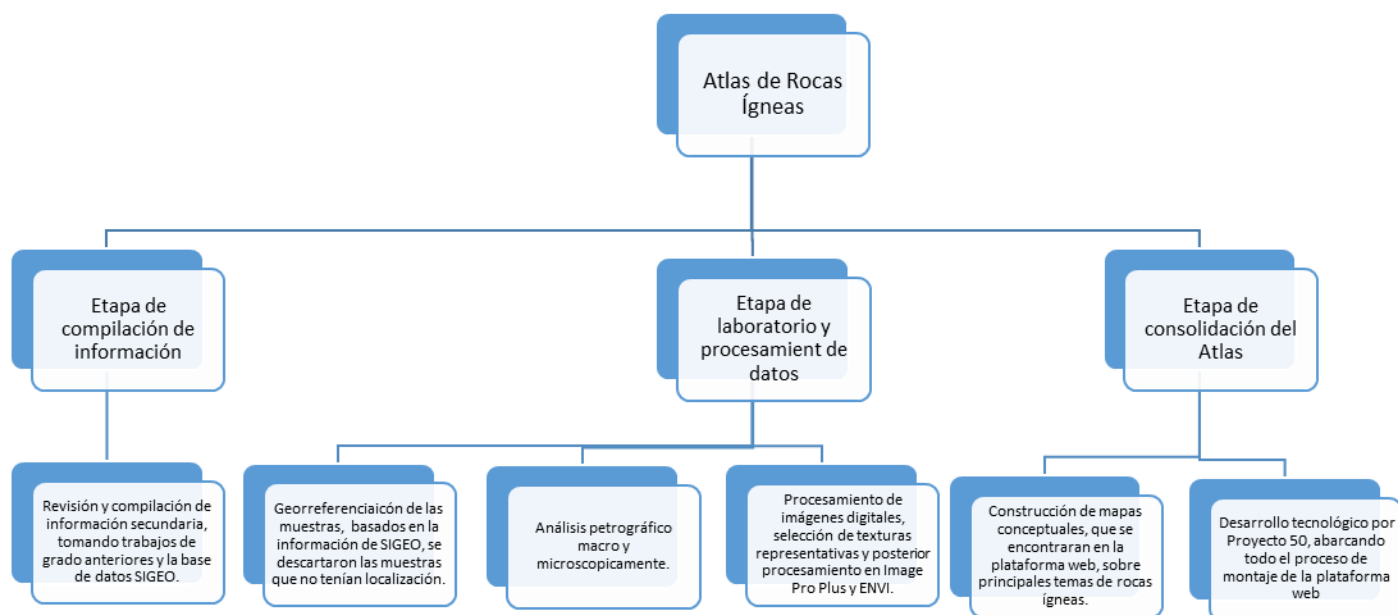 Atlas de Rocas
Ígneas
Etapa de
compilación de
información
Etapa de
laboratorio y
procesamient de
datos
Etapa de
consolidación del
Atlas
Revisión y compilación de
información secundaria,
tomando trabajos de
grado anteriores y la base
de datos SIGEO.
Georreferenciaicón de las
muestras, basados en la
información de SIGEO, se
descartaron las muestras
que no tenían localización.
Análisis petrográfico
macro y
microscopicamente.
Procesamiento de
imágenes digitales,
selección de texturas
representativas y posterior
procesamiento en Image
Pro Plus y ENVI.
Construcción de mapas
conceptuales, que se
encontraran en la
plataforma web, sobre
principales temas de rocas
ígneas.
Desarrollo tecnológico por
Proyecto 50, abarcando
todo el proceso de
montaje de la plataforma
web